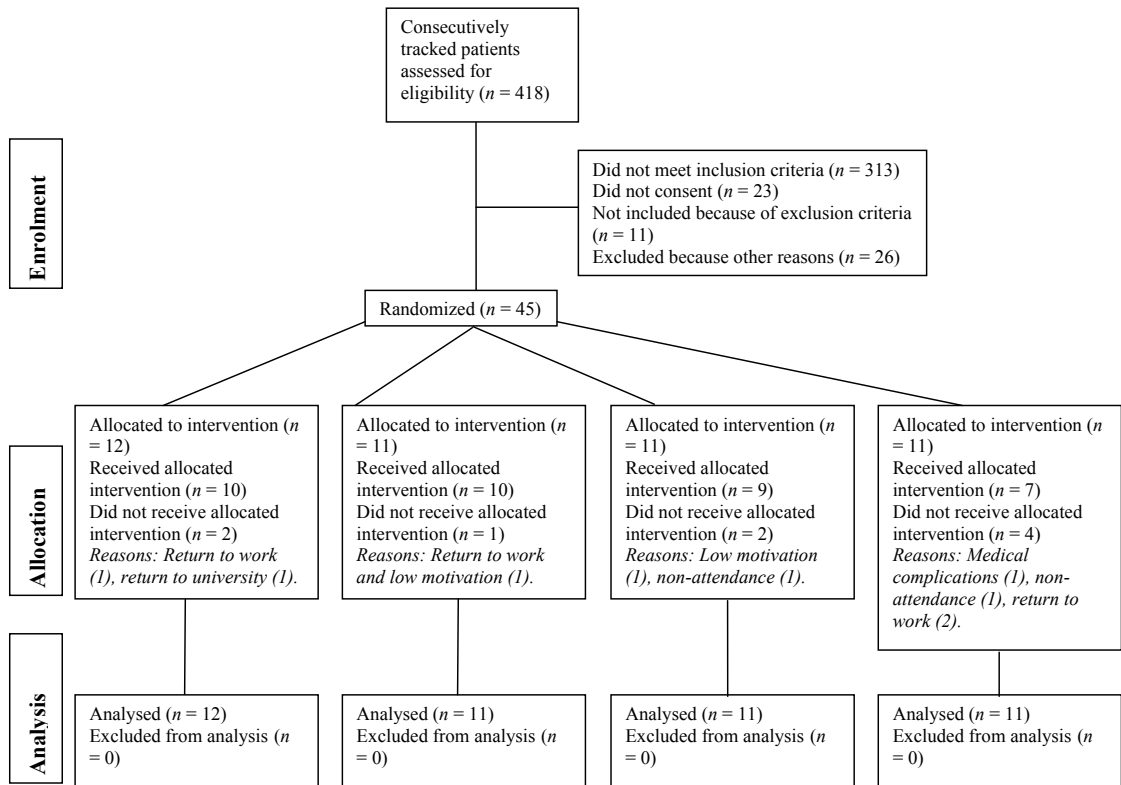 Consecutively
tracked patients
assessed for
eligibility (n = 418)
Enrolment
Did not meet inclusion criteria (n = 313)
Did not consent (n = 23)
Not included because of exclusion criteria
(n = 11)
Excluded because other reasons (n = 26)
Randomized (n = 45)
Allocation
Allocated to intervention (n
= 12)
Received allocated
intervention (n = 10)
Did not receive allocated
intervention (n = 2)
Reasons: Return to work
(1), return to university (1).
Allocated to intervention (n
= 11)
Received allocated
intervention (n = 10)
Did not receive allocated
intervention (n = 1)
Reasons: Return to work
and low motivation (1).
Allocated to intervention (n
= 11)
Received allocated
intervention (n = 9)
Did not receive allocated
intervention (n = 2)
Reasons: Low motivation
(1), non-attendance (1).
Allocated to intervention (n
= 11)
Received allocated
intervention (n = 7)
Did not receive allocated
intervention (n = 4)
Reasons: Medical
complications (1), non-
attendance (1), return to
work (2).
Analysis
Analysed (n = 12)
Excluded from analysis (n
= 0)
Analysed (n = 11)
Excluded from analysis (n
= 0)
Analysed (n = 11)
Excluded from analysis (n
= 0)
Analysed (n = 11)
Excluded from analysis (n
= 0)